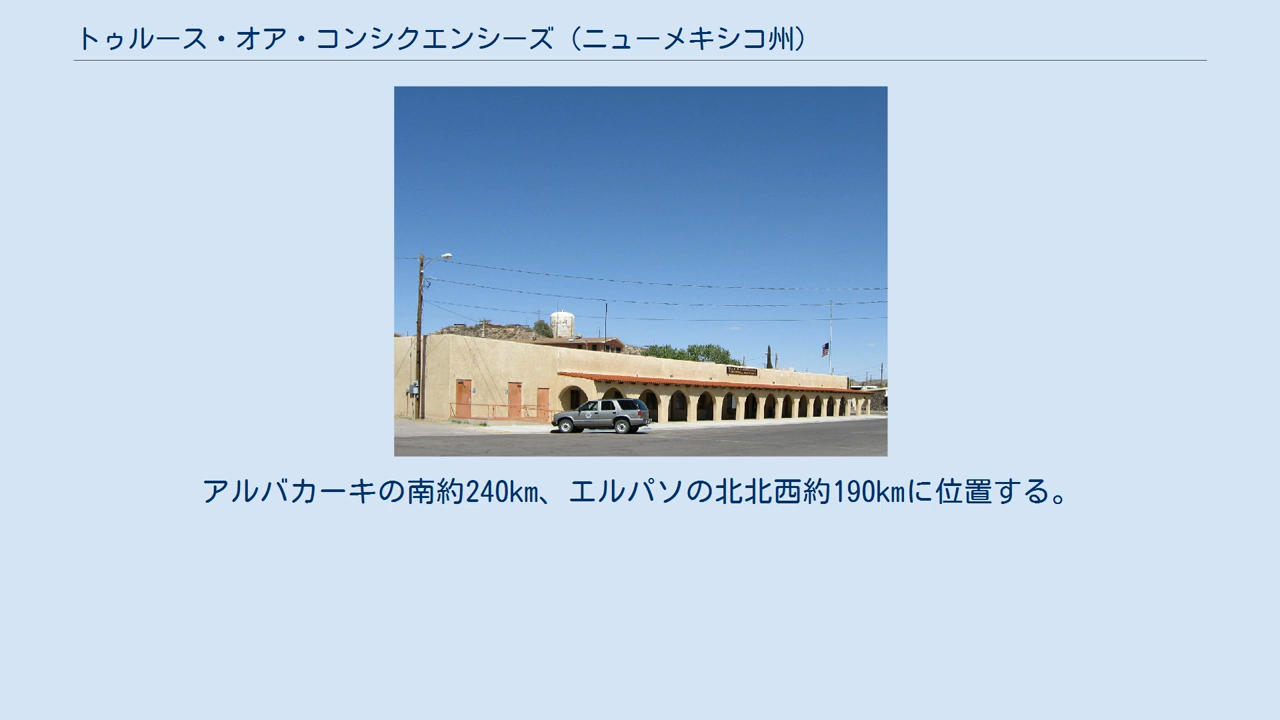 トゥルース・オア・コンシクエンシーズ（ニューメキシコ州）
アルバカーキの南約240km、エルパソの北北西約190kmに位置する。